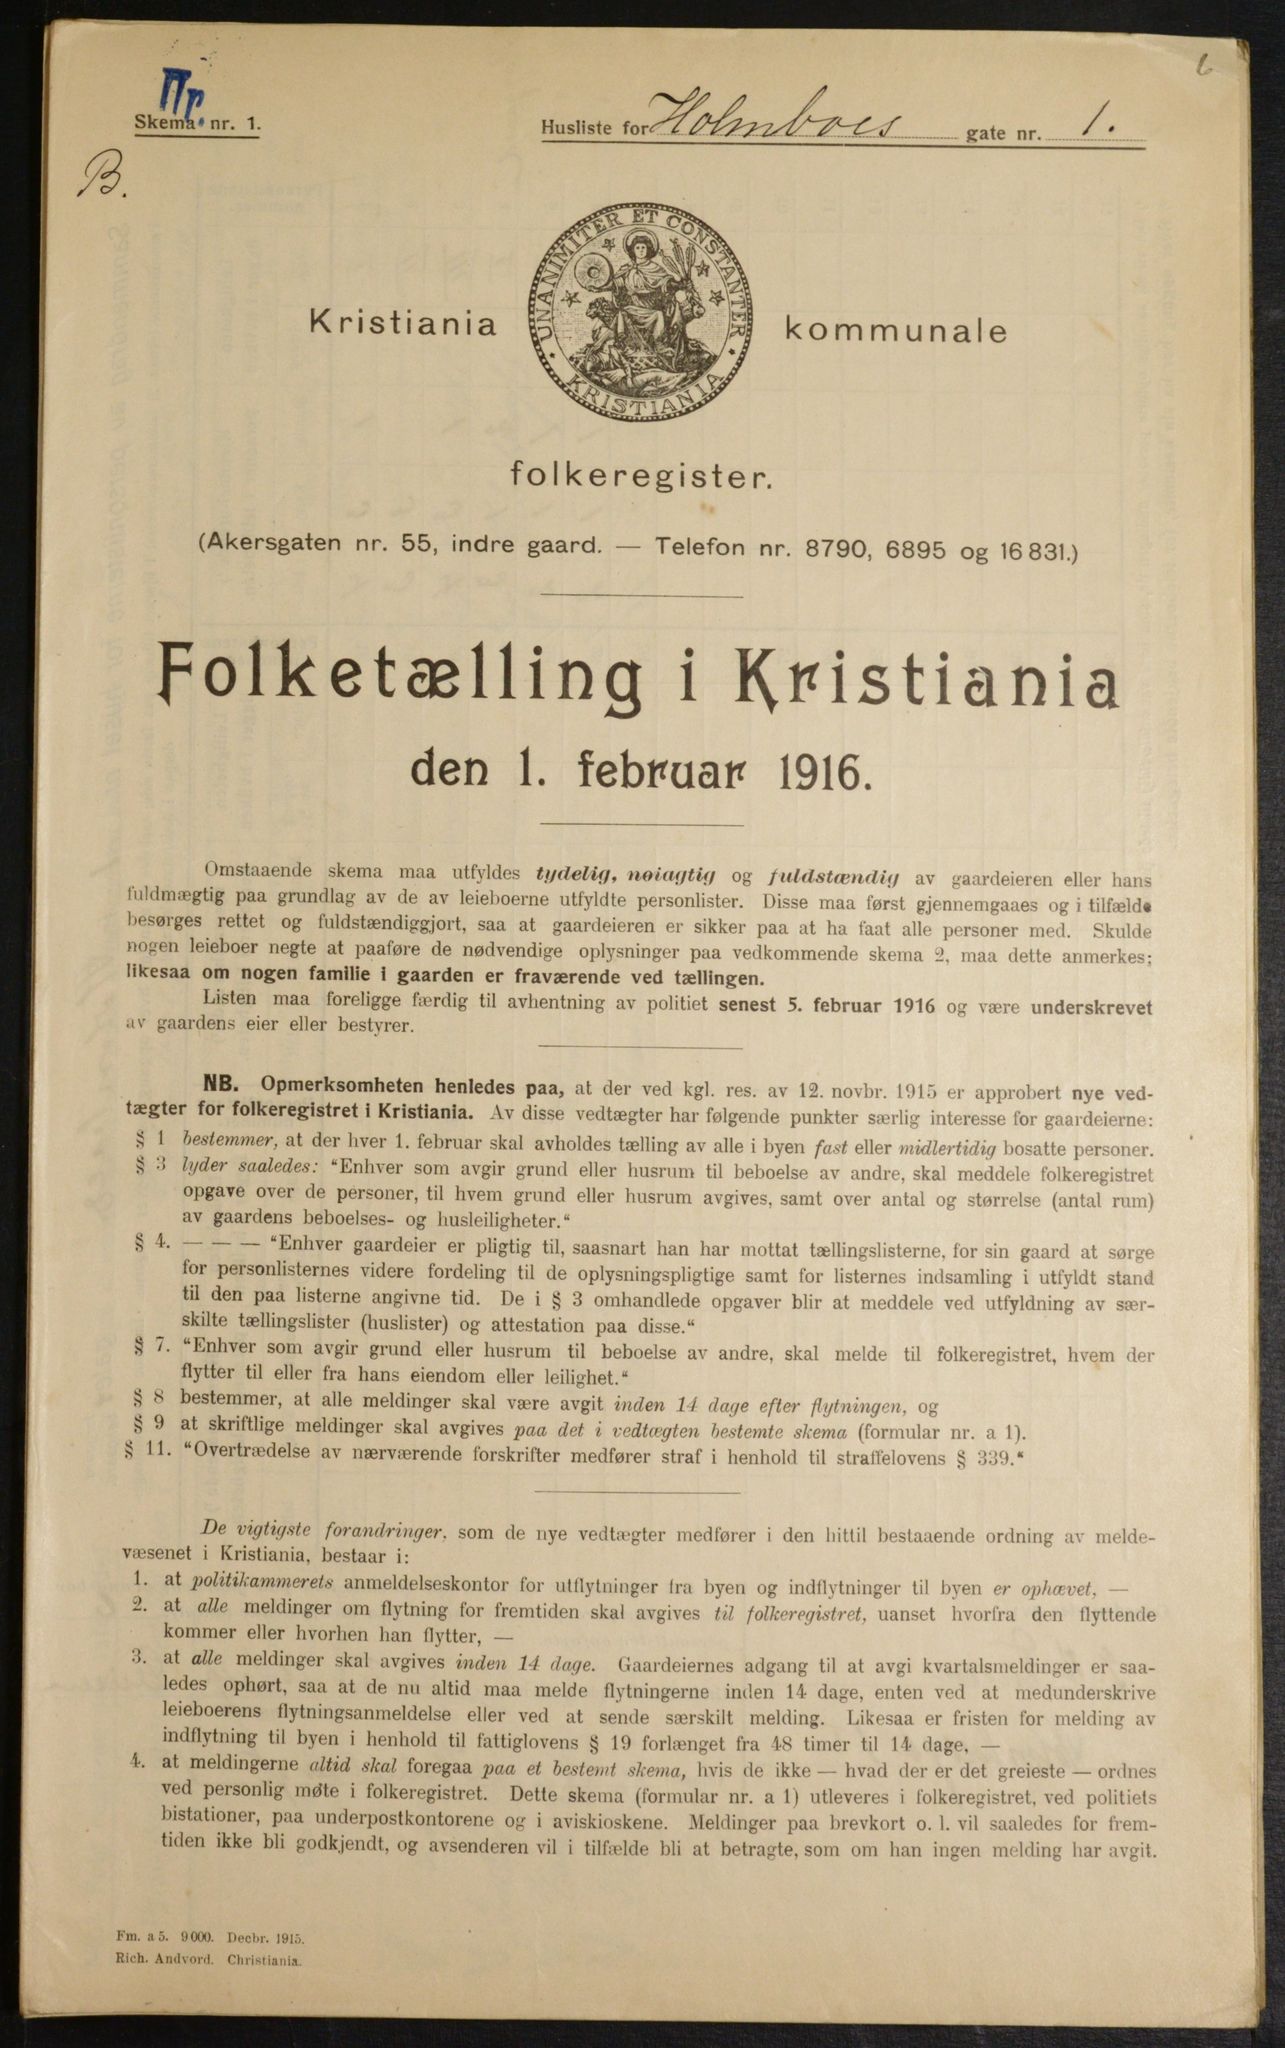 6
Skema nr. 1.
Husliste for Holmboes gate nr. 1.
B.
UNANIMITER ET CONSTANTER
KRISTIANIA
Kristiania kommunale
folkeregister.
(Akersgaten nr. 55, indre gaard. — Telefon nr. 8790, 6895 og 16 831.)
Folketælling i Kristiania
den 1. februar 1916.
Omstaaende skema maa utfyldes tydelig, nøiagtig og fuldstændig av gaardeieren eller hans
fuldmægtig paa grundlag av de av leieboerne utfyldte personlister. Disse maa først gjennemgaaes og i tilfælde
besørges rettet og fuldstændiggjort, saa at gaardeieren er sikker paa at ha faat alle personer med. Skulde
nogen leieboer negte at paaføre de nødvendige oplysninger paa vedkommende skema 2, maa dette anmerkes;
likesaa om nogen familie i gaarden er fraværende ved tællingen.
Listen maa foreligge færdig til avhentning av politiet senest 5. februar 1916 og være underskrevet
av gaardens eier eller bestyrer.
NB. Opmerksomheten henledes paa, at der ved kgl. res. av 12. novbr. 1915 er approbert nye ved-
tægter for folkeregistret i Kristiania. Av disse vedtægter har følgende punkter særlig interesse for gaardeierne:
§ 1 bestemmer, at der hver 1. februar skal avholdes tælling av alle i byen fast eller midlertidig bosatte personer.
§ 3 lyder saaledes: “Enhver som avgir grund eller husrum til beboelse av andre, skal meddele folkeregistret
opgave over de personer, til hvem grund eller husrum avgives, samt over antal og størrelse (antal rum)
av gaardens beboelses- og husleiligheter.“
§ 4. — — — “Enhver gaardeier er pligtig til, saasnart han har mottat tællingslisterne, for sin gaard at sørge
for personlisternes videre fordeling til de oplysningspligtige samt for listernes indsamling i utfyldt stand
til den paa listerne angivne tid. De i § 3 omhandlede opgaver blir at meddele ved utfyldning av sær-
skilte tællingslister (huslister) og attestation paa disse.“
§ 7. “Enhver som avgir grund eller husrum til beboelse av andre, skal melde til folkeregistret, hvem der
flytter til eller fra hans eiendom eller leilighet.“
§ 8 bestemmer, at alle meldinger skal være avgit inden 14 dage efter flytningen, og
§ 9 at skriftlige meldinger skal avgives paa det i vedtægten bestemte skema (formular nr. a 1).
§ 11. “Overtrædelse av nærværende forskrifter medfører straf i henhold til straffelovens § 339.“
De vigtigste forandringer, som de nye vedtægter medfører i den hittil bestaaende ordning av melde-
væsenet i Kristiania, bestaar i:
1. at politikammerets anmeldelseskontor for utflytninger fra byen og indflytninger til byen er ophævet, —
2. at alle meldinger om flytning for fremtiden skal avgives til folkeregistret, uanset hvorfra den flyttende
kommer eller hvorhen han flytter, —
3. at alle meldinger skal avgives inden 14 dage. Gaardeiernes adgang til at avgi kvartalsmeldinger er saa-
ledes ophørt, saa at de nu altid maa melde flytningerne inden 14 dage, enten ved at medunderskrive
leieboerens flytningsanmeldelse eller ved at sende særskilt melding. Likesaa er fristen for melding av
indflytning til byen i henhold til fattiglovens § 19 forlænget fra 48 timer til 14 dage, —
4. at meldingerne altid skal foregaa paa et bestemt skema, hvis de ikke — hvad der er det greieste — ordnes
ved personlig møte i folkeregistret. Dette skema (formular nr. a 1) utleveres i folkeregistret, ved politiets
bistationer, paa underpostkontorene og i aviskioskene. Meldinger paa brevkort o. l. vil saaledes for frem-
tiden ikke bli godkjendt, og avsenderen vil i tilfælde bli at betragte, som om han ingen melding har avgit.
Fm. a 5. 9 000. Decbr. 1915.
Rich. Andvord. Christiania.